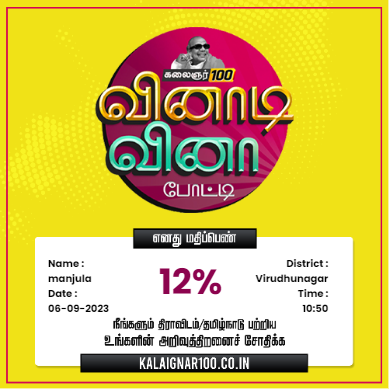 கலைஞர் 100
வினாடி
வினா
போட்டி
எனது மதிப்பெண்
Name :
manjula
Date :
06-09-2023
12%
District :
Virudhunagar
Time :
10:50
நீங்களும் திராவிடம்/தமிழ்நாடு பற்றிய
உங்களின் அறிவுத்திறனைச் சோதிக்க
KALAIGNAR100.CO.IN